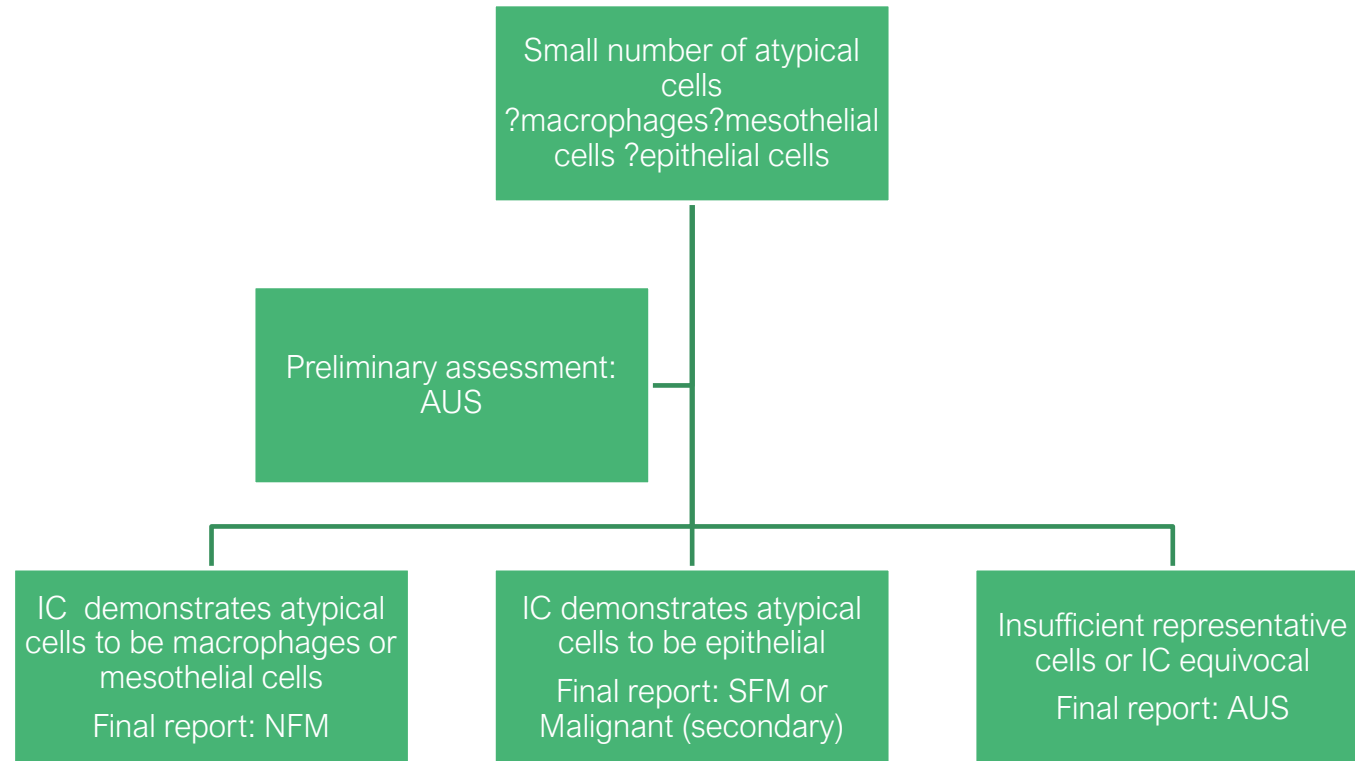 Small number of atypical
cells
?macrophages?mesothelial
cells ?epithelial cells
Preliminary assessment:
AUS
IC  demonstrates atypical
cells to be macrophages or
mesothelial cells
Final report: NFM
IC demonstrates atypical
cells to be epithelial
Final report: SFM or
Malignant (secondary)
Insufficient representative
cells or IC equivocal
Final report: AUS